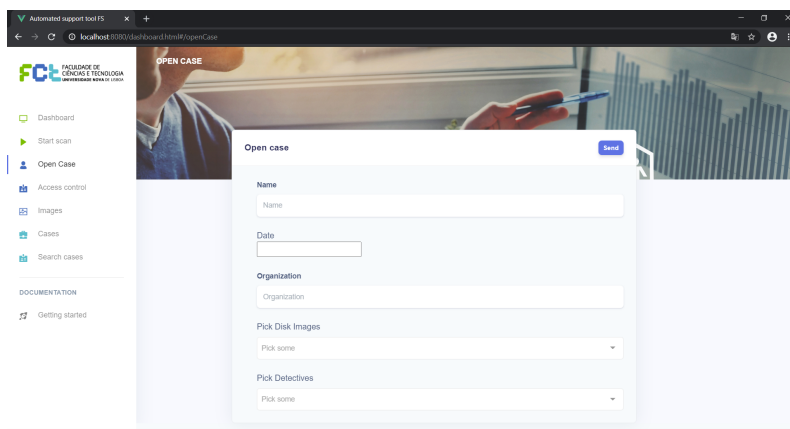 Automated support tool FS
localhost:8080/dashboard.html#/openCase
FCt
FACULDADE DE
CIÊNCIAS E TECNOLOGIA
UNIVERSIDADE NOVA DE LISBOA
OPEN CASE
Dashboard
Start scan
Open Case
Access control
Images
Cases
Search cases
DOCUMENTATION
Getting started
Open case
Send
Name
Name
Date
Organization
Organization
Pick Disk Images
Pick some
Pick Detectives
Pick some